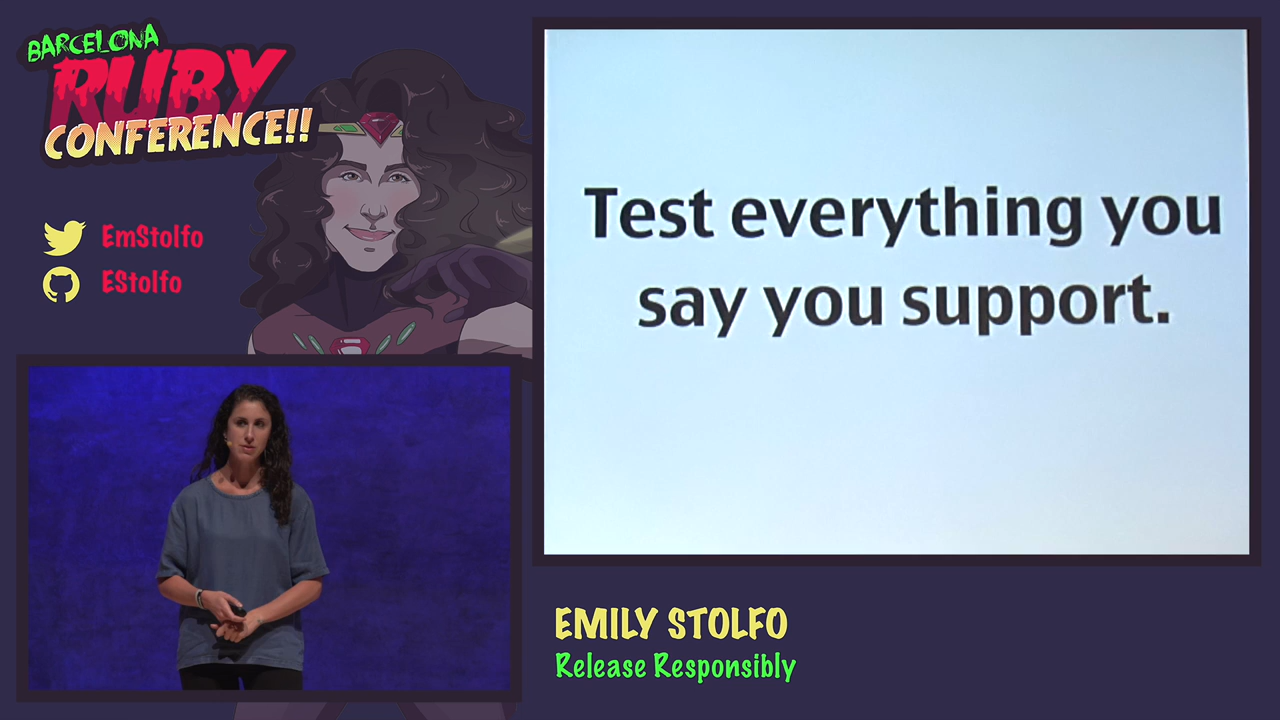 BARCELONA
RUBY
CONFERENCE!!
EmStolfo
EStolfo
Test everything you
say you support.
EMILY STOLFO
Release Responsibly